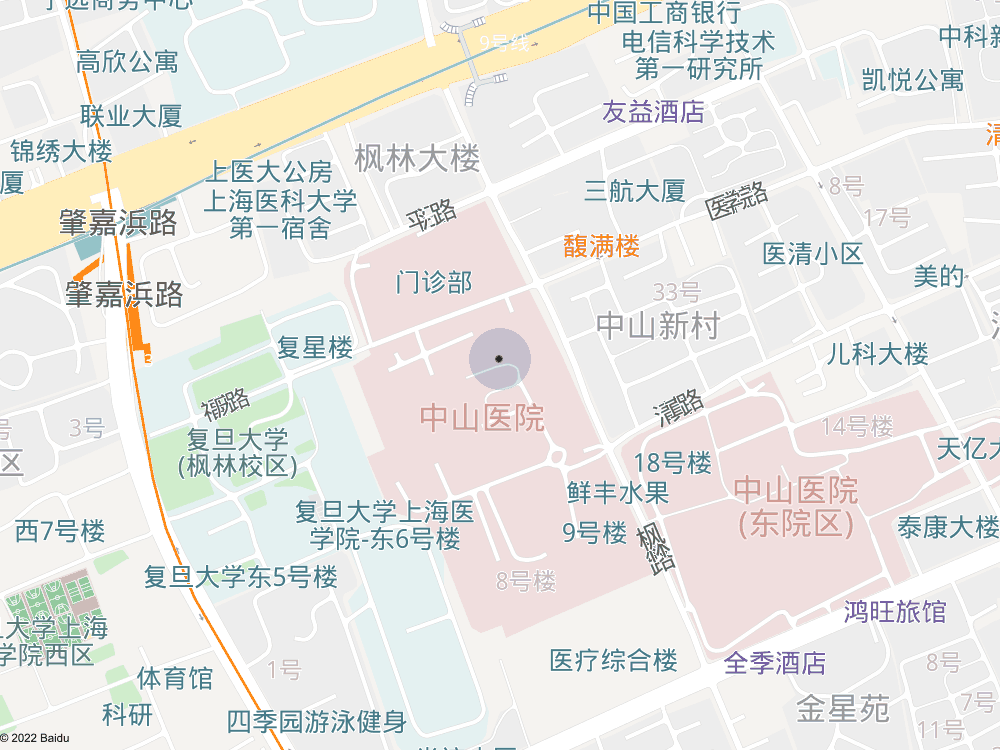 中国工商银行
9号线
电信科学技术
第一研究所
中科新
高欣公寓
凯悦公寓
友益酒店
联业大厦
清
锦绣大楼
枫林大楼
厦
上医大公房
三航大厦
8号
上海医科大学
第一宿舍
医学院路
平江路
17号
肇嘉浜路
馥满楼
医清小区
门诊部
美的
肇嘉浜路
33号
中山新村
复星楼
儿科大楼
3
清真路
中山医院
14号楼
3号
号
复旦大学
(枫林校区)
天亿大
区
18号楼
中山医院
(东院区)
鲜丰水果
复旦大学上海医
学院-东6号楼
西7号楼
9号楼
泰康大楼
枫林路
复旦大学东5号楼
8号楼
鸿旺旅馆
大学上海
学院西区
医疗综合楼
全季酒店
8号
1号
体育馆
金星苑
7号
科研
四季园游泳健身
11号
© 2022 Baidu